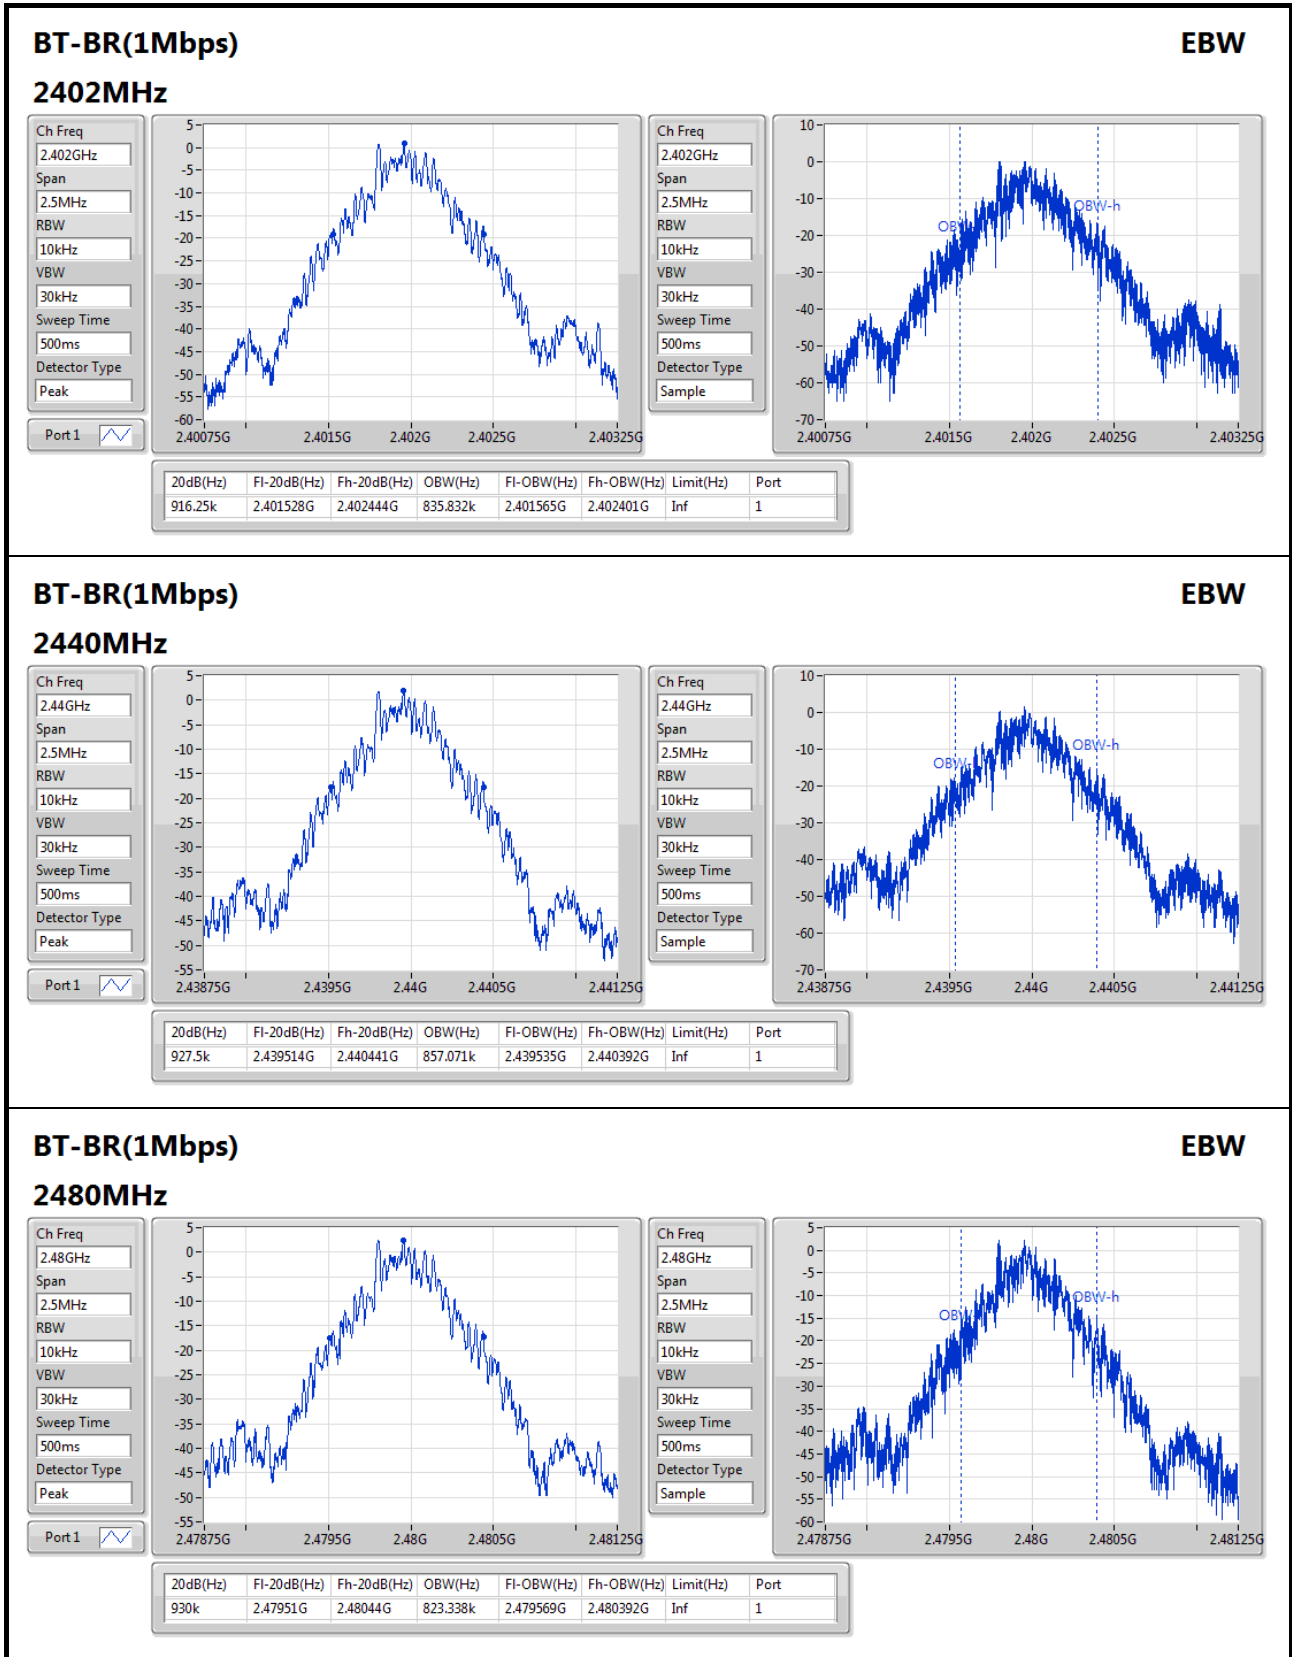 BT-BR(1Mbps) EBW
2402MHz
Ch Freq
2.402GHz
Span
2.5MHz
RBW
10kHz
VBW
30kHz
Sweep Time
500ms
Detector Type
Peak
Port 1
5
0
-5
-10
-15
-20
-25
-30
-35
-40
-45
-50
-55
-60
2.40075G 2.4015G 2.402G 2.4025G 2.40325G
Ch Freq
2.402GHz
Span
2.5MHz
RBW
10kHz
VBW
30kHz
Sweep Time
500ms
Detector Type
Sample
10
0
-10
-20
-30
-40
-50
-60
-70
OBW-h
2.40075G 2.4015G 2.402G 2.4025G 2.40325G
20dB(Hz) Fl-20dB(Hz) Fh-20dB(Hz) OBW(Hz) Fl-OBW(Hz) Fh-OBW(Hz) Limit(Hz) Port
916.25k 2.401528G 2.402444G 835.832k 2.401565G 2.402401G Inf 1
BT-BR(1Mbps) EBW
2440MHz
Ch Freq
2.44GHz
Span
2.5MHz
RBW
10kHz
VBW
30kHz
Sweep Time
500ms
Detector Type
Peak
Port 1
5
0
-5
-10
-15
-20
-25
-30
-35
-40
-45
-50
-55
2.43875G 2.4395G 2.44G 2.4405G 2.44125G
Ch Freq
2.44GHz
Span
2.5MHz
RBW
10kHz
VBW
30kHz
Sweep Time
500ms
Detector Type
Sample
10
0
-10
-20
-30
-40
-50
-60
-70
OBW-h
2.43875G 2.4395G 2.44G 2.4405G 2.44125G
20dB(Hz) Fl-20dB(Hz) Fh-20dB(Hz) OBW(Hz) Fl-OBW(Hz) Fh-OBW(Hz) Limit(Hz) Port
927.5k 2.439514G 2.440441G 857.071k 2.439535G 2.440392G Inf 1
BT-BR(1Mbps) EBW
2480MHz
Ch Freq
2.48GHz
Span
2.5MHz
RBW
10kHz
VBW
30kHz
Sweep Time
500ms
Detector Type
Peak
Port 1
5
0
-5
-10
-15
-20
-25
-30
-35
-40
-45
-50
-55
2.47875G 2.4795G 2.48G 2.4805G 2.48125G
Ch Freq
2.48GHz
Span
2.5MHz
RBW
10kHz
VBW
30kHz
Sweep Time
500ms
Detector Type
Sample
5
0
-5
-10
-15
-20
-25
-30
-35
-40
-45
-50
-55
-60
OBW-h
2.47875G 2.4795G 2.48G 2.4805G 2.48125G
20dB(Hz) Fl-20dB(Hz) Fh-20dB(Hz) OBW(Hz) Fl-OBW(Hz) Fh-OBW(Hz) Limit(Hz) Port
930k 2.47951G 2.48044G 823.338k 2.479569G 2.480392G Inf 1